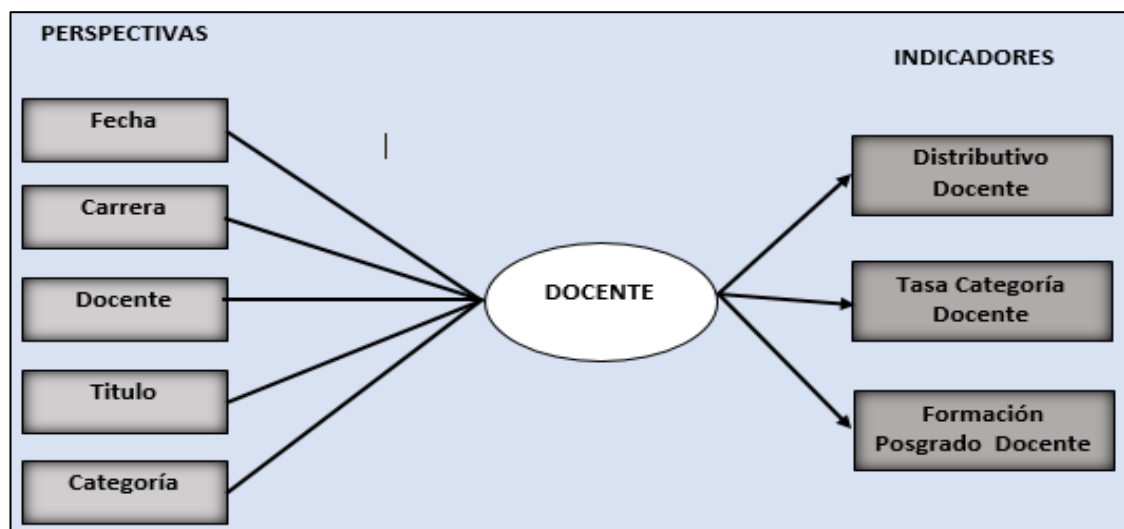 PERSPECTIVAS
Fecha
Carrera
Docente
Titulo
Categoría
DOCENTE
INDICADORES
Distributivo
Docente
Tasa Categoría
Docente
Formación
Posgrado Docente